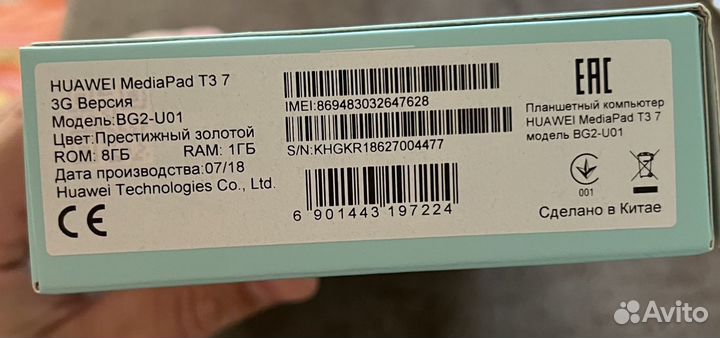 HUAWEI MediaPad T3 7
3G Версия
Модель:BG2-U01
Цвет:Престижный золотой
ROM: 8ГБ RAM: 1ГБ
Дата производства:07/18
Huawei Technologies Co., Ltd.
CE
IMEI:869483032647628
S/N:KHGKR18627004477
6 901443 197224
EAC
Планшетный компьютер
HUAWEI MediaPad T3 7
модель BG2-U01
001
Сделано в Китае
Avito